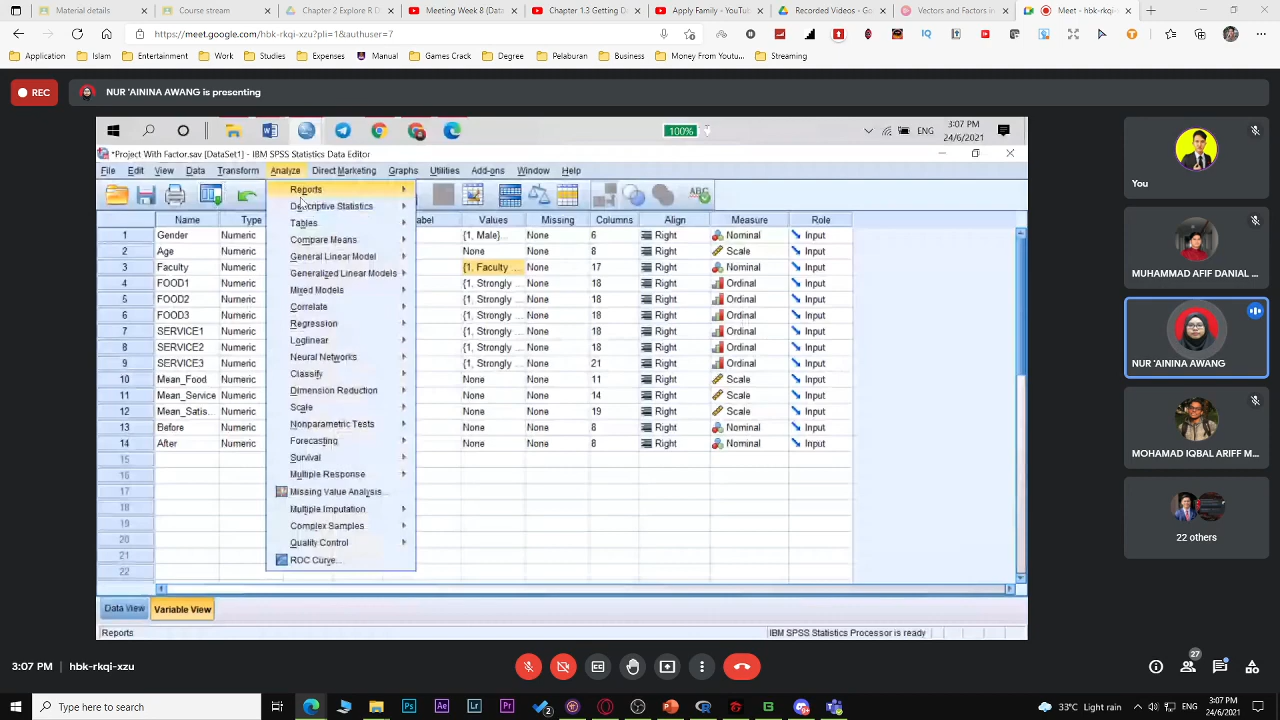 (Material (Data
Course stream
Chapter 2 Explore R D
Meeting Week 8 (M
Chapter 1.3 Getting D
Apply Family - YouTu
Recorded Videos - Go
Vectors and Factors in
Meet - hbk-rkqi
https://meet.google.com/hbk-rkqi-xzu?pli=1&authuser=7
Application
Islam
Entertainment
Work
Studies
Expenses
Money
Games Crack
Degree
Pelaburan
Business
Money From Youtu...
Streaming
REC
NUR 'AININA AWANG is presenting
100%
ENG
3:07 PM
24/6/2021
*Project With Factor.sav [DataSet1] - IBM SPSS Statistics Data Editor
File Edit View Data Transform Analyze Direct Marketing Graphs Utilities Add-ons Window Help
Name Type Label Values Missing Columns Align Measure Role
1 Gender Numeric {1, Male}... None 6 Right Nominal Input
2 Age Numeric None None 8 Right Scale Input
3 Faculty Numeric {1, Faculty ... None 17 Right Nominal Input
4 FOOD1 Numeric {1, Strongly ... None 18 Right Ordinal Input
5 FOOD2 Numeric {1, Strongly ... None 18 Right Ordinal Input
6 FOOD3 Numeric {1, Strongly ... None 18 Right Ordinal Input
7 SERVICE1 Numeric {1, Strongly ... None 18 Right Ordinal Input
8 SERVICE2 Numeric {1, Strongly ... None 18 Right Ordinal Input
9 SERVICE3 Numeric {1, Strongly ... None 21 Right Ordinal Input
10 Mean_Food Numeric None None 11 Right Scale Input
11 Mean_Service Numeric None None 14 Right Scale Input
12 Mean_Satis... Numeric None None 19 Right Scale Input
13 Before Numeric None None 8 Right Nominal Input
14 After Numeric None None 8 Right Nominal Input
15
16
17
18
19
20
21
22
Reports
Descriptive Statistics
Tables
Compare Means
General Linear Model
Generalized Linear Models
Mixed Models
Correlate
Regression
Loglinear
Neural Networks
Classify
Dimension Reduction
Scale
Nonparametric Tests
Forecasting
Survival
Multiple Response
Missing Value Analysis...
Multiple Imputation
Complex Samples
Quality Control
ROC Curve...
Data View Variable View
Reports
IBM SPSS Statistics Processor is ready
You
MUHAMMAD AFIF DANIAL ...
NUR 'AININA AWANG
MOHAMAD IQBAL ARIFF M...
22 others
3:07 PM hbk-rkqi-xzu
27
Type here to search
33°C Light rain
ENG
3:07 PM
24/6/2021